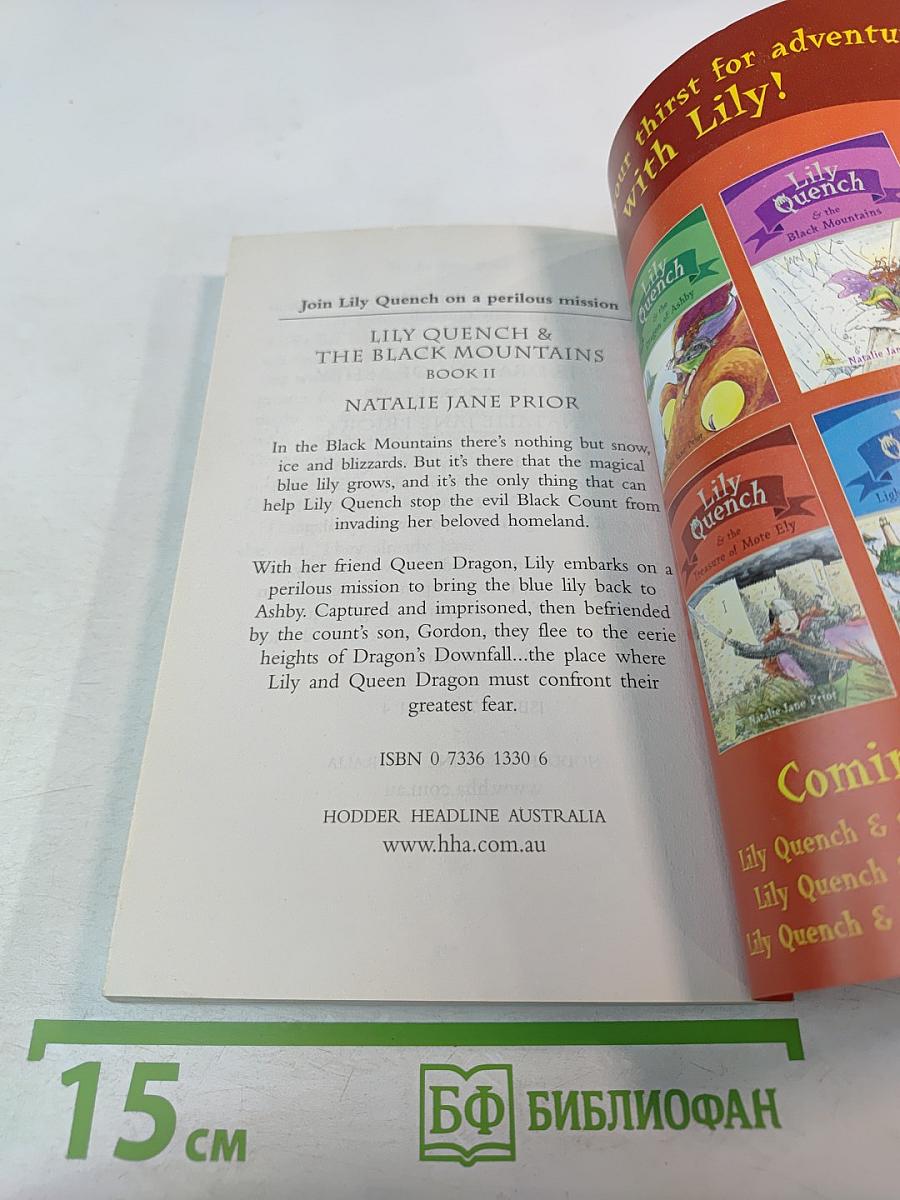 Join Lily Quench on a perilous mission
LILY QUENCH &
THE BLACK MOUNTAINS
BOOK II
NATALIE JANE PRIOR
In the Black Mountains there's nothing but snow,
ice and blizzards. But it's there that the magical
blue lily grows, and it's the only thing that can
help Lily Quench stop the evil Black Count from
invading her beloved homeland.
With her friend Queen Dragon, Lily embarks on a
perilous mission to bring the blue lily back to
Ashby. Captured and imprisoned, then befriended
by the count's son, Gordon, they flee to the eerie
heights of Dragon's Downfall...the place where
Lily and Queen Dragon must confront their
greatest fear.
ISBN 0 7336 1330 6
HODDER HEADLINE AUSTRALIA
www.hha.com.au
thirst for
with Lily!
Lily
Quench
& the
of Ashby
Lily
Quench
& the
Black Mountains
Natalie
Lily
Quench
& the
Treasure of Mote Ely
Natalie Jane Prior
Lily Quench &
Lily Quench
Lily Quench &
15 см
БФ БИБЛИОФАН